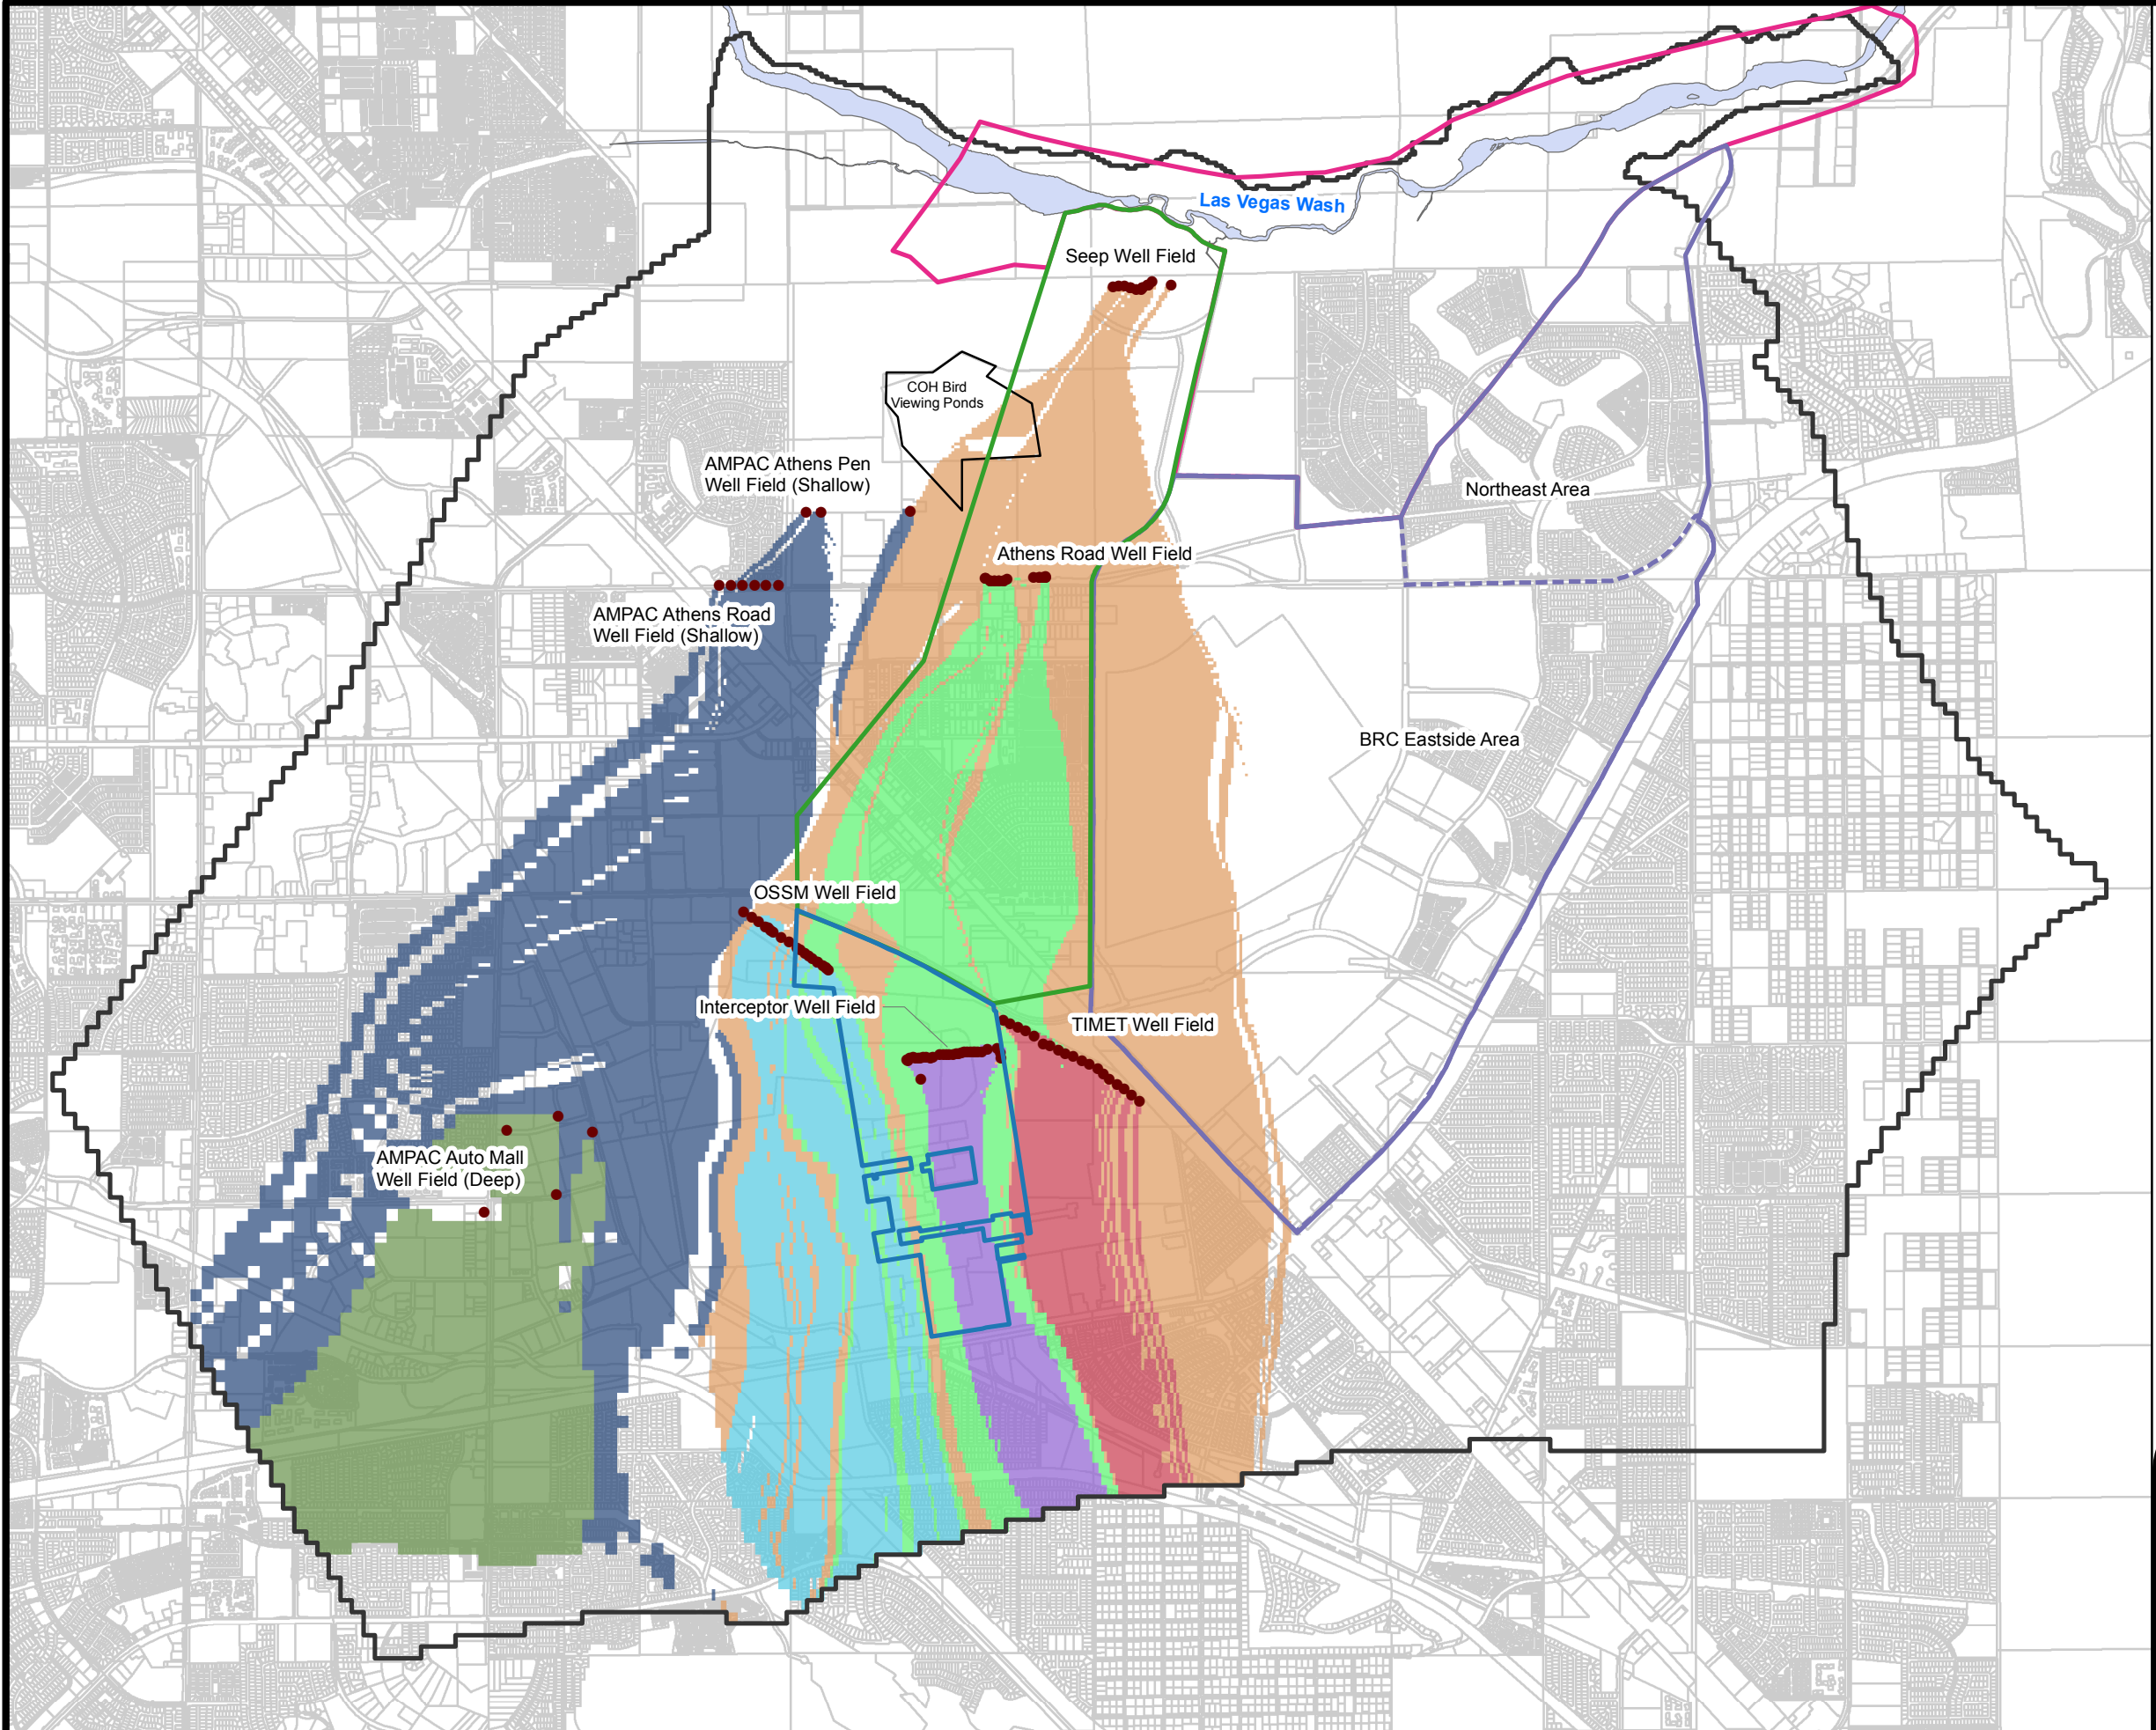 Las Vegas Wash
Seep Well Field
COH Bird
Viewing Ponds
AMPAC Athens Pen
Well Field (Shallow)
Northeast Area
Athens Road Well Field
AMPAC Athens Road
Well Field (Shallow)
BRC Eastside Area
OSSM Well Field
Interceptor Well Field
TIMET Well Field
AMPAC Auto Mall
Well Field (Deep)